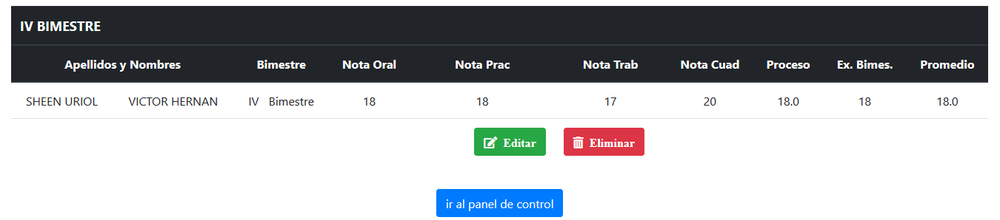 IV BIMESTRE
Apellidos y Nombres Bimestre Nota Oral Nota Prac Nota Trab Nota Cuad Proceso Ex. Bimes. Promedio
SHEEN URIOL VICTOR HERNAN IV Bimestre 18 18 17 20 18.0 18 18.0
Editar Eliminar
ir al panel de control